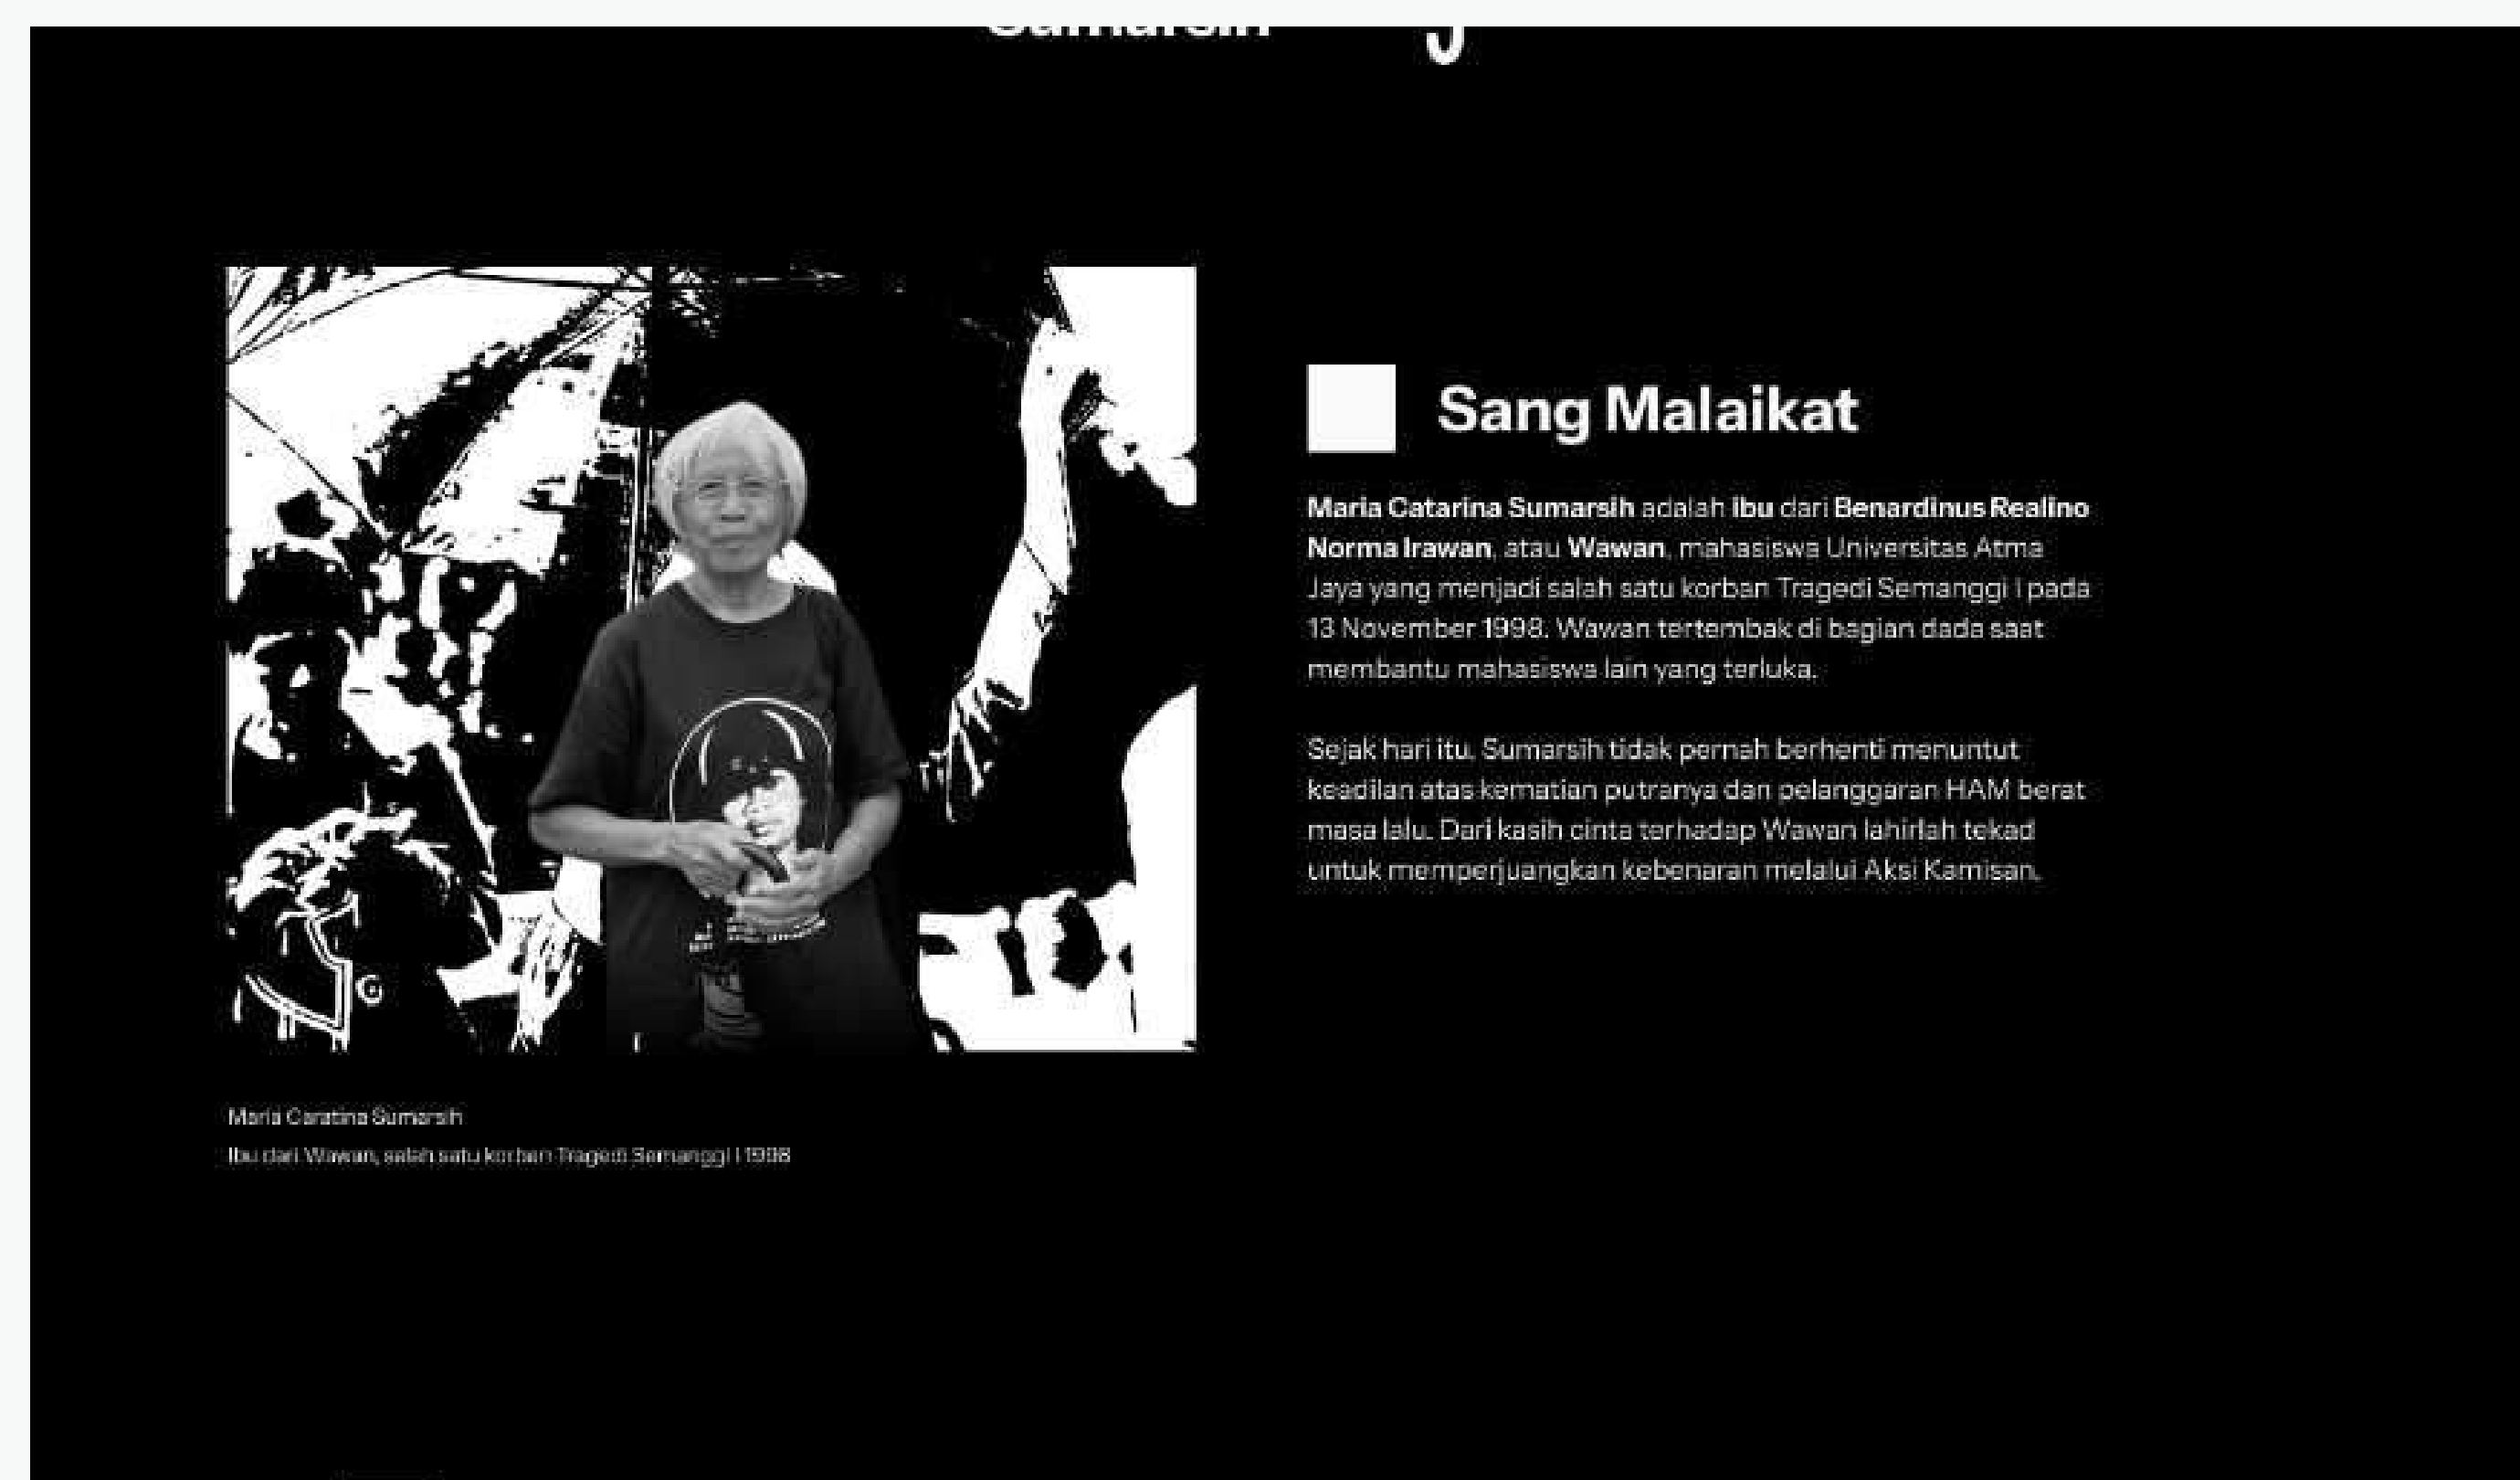 Sumarsih
Sang Malaikat
Maria Catarina Sumarsih adalah ibu dari Benardinus Realino
Norma Irawan, atau Wawan, mahasiswa Universitas Atma
Jaya yang menjadi salah satu korban Tragedi Semanggi I pada
13 November 1998. Wawan tertembak di bagian dada saat
membantu mahasiswa lain yang terluka.
Sejak hari itu, Sumarsih tidak pernah berhenti menuntut
keadilan atas kematian putranya dan pelanggaran HAM berat
masa lalu. Dari kasih cinta terhadap Wawan lahirlah tekad
untuk memperjuangkan kebenaran melalui Aksi Kamisan.
Maria Caratina Sumarsih
Ibu dari Wawan, salah satu korban Tragedi Semanggi I 1998